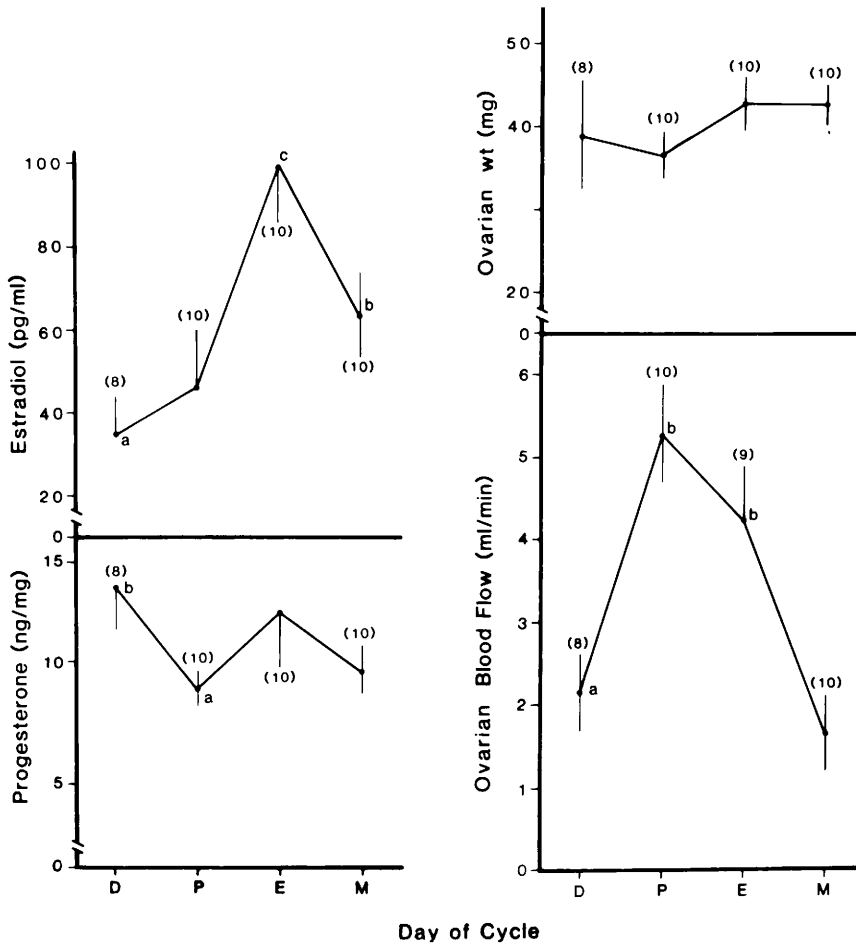 Estradiol (pg/ml)
100
80
60
40
20
0
(8)
a
(10)
c
(10)
b
(10)
Progesterone (ng/mg)
15
10
5
0
(8)
b
(10)
a
(10)
(10)
D P E M
Ovarian wt (mg)
50
40
20
0
(8)
(10)
(10)
(10)
Ovarian Blood Flow (ml/min)
6
5
4
3
2
1
0
(8)
a
(10)
b
(9)
b
(10)
D P E M
Day of Cycle